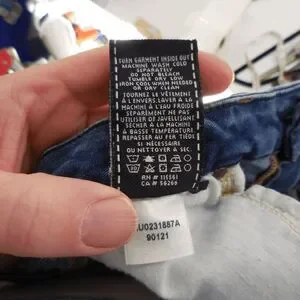 TURN GARMENT INSIDE OUT
MACHINE WASH COLD
SEPARATELY
DO NOT BLEACH
TUMBLE DRY LOW
IRON COOL WHEN NEEDED
OR DRY CLEAN
TOURNEZ LE VÊTEMENT
À L'ENVERS. LAVER À LA
MACHINE À L'EAU FROIDE
SÉPARÉMENT NE PAS
UTILISER DE JAVELLISANT
SÉCHER À LA MACHINE
À BASSE TEMPÉRATURE
REPASSER AU FER TIÈDE
SI NÉCESSAIRE
OU NETTOYER À SEC.
RN # 115561
CA # 56266
U0231887A
90121